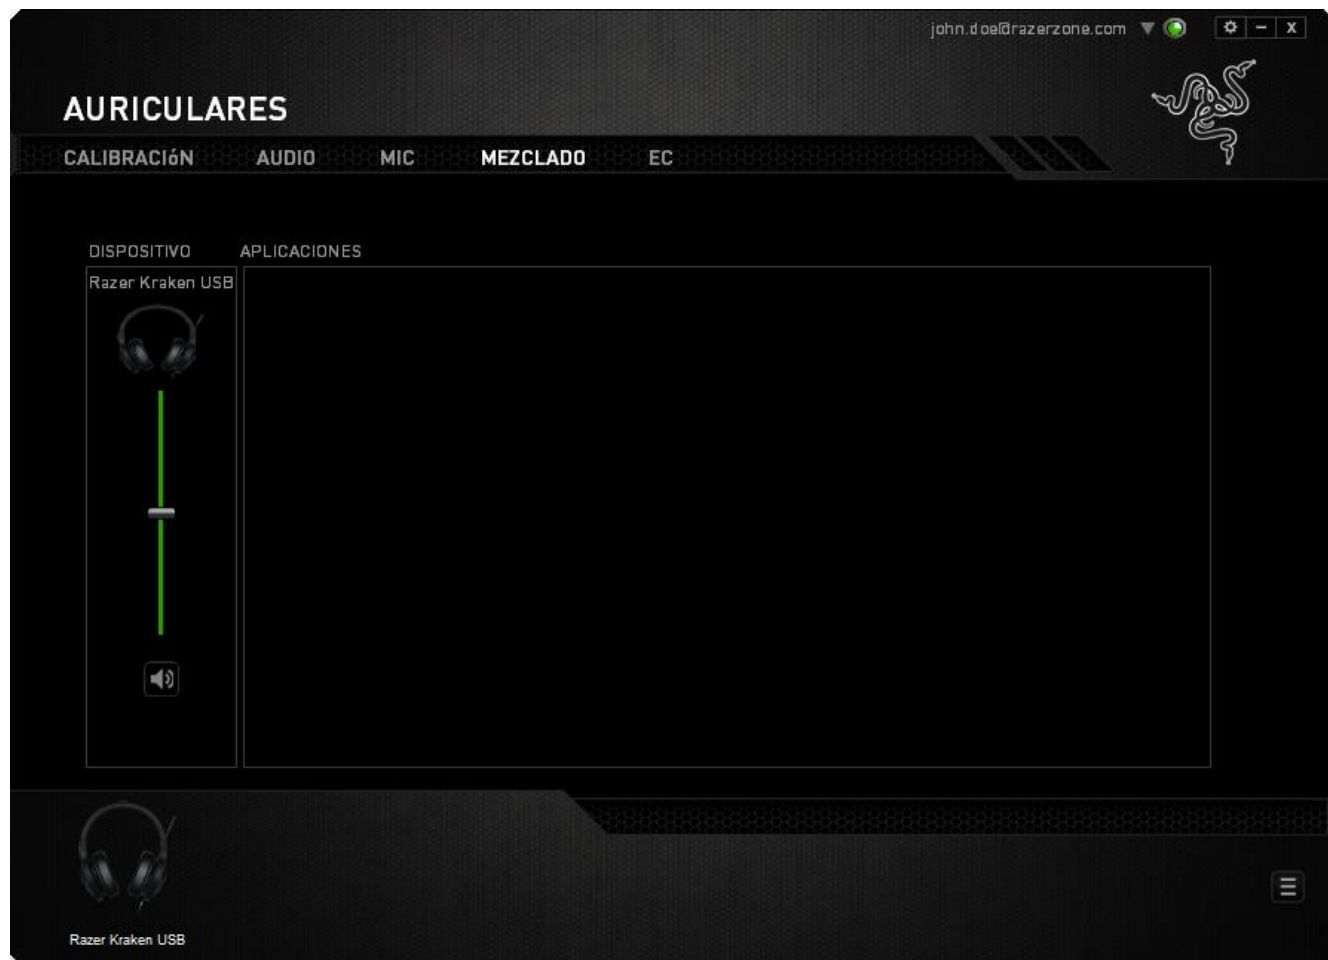 john.doe@razerzone.com
X
AURICULARES
CALIBRACIóN AUDIO MIC MEZCLADO EC
DISPOSITIVO APLICACIONES
Razer Kraken USB
Razer Kraken USB